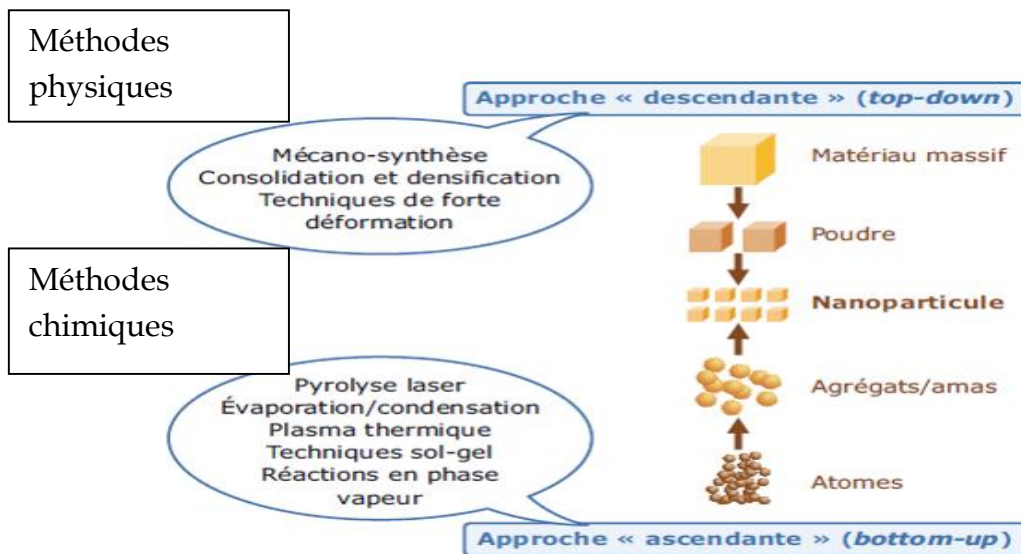 Méthodes
physiques
Approche « descendante » (top-down)
Mécano-synthèse
Consolidation et densification
Techniques de forte
déformation
Matériau massif
Poudre
Méthodes
chimiques
Nanoparticule
Pyrolyse laser
Évaporation/condensation
Plasma thermique
Techniques sol-gel
Réactions en phase
vapeur
Agrégats/amas
Atomes
Approche « ascendante » (bottom-up)